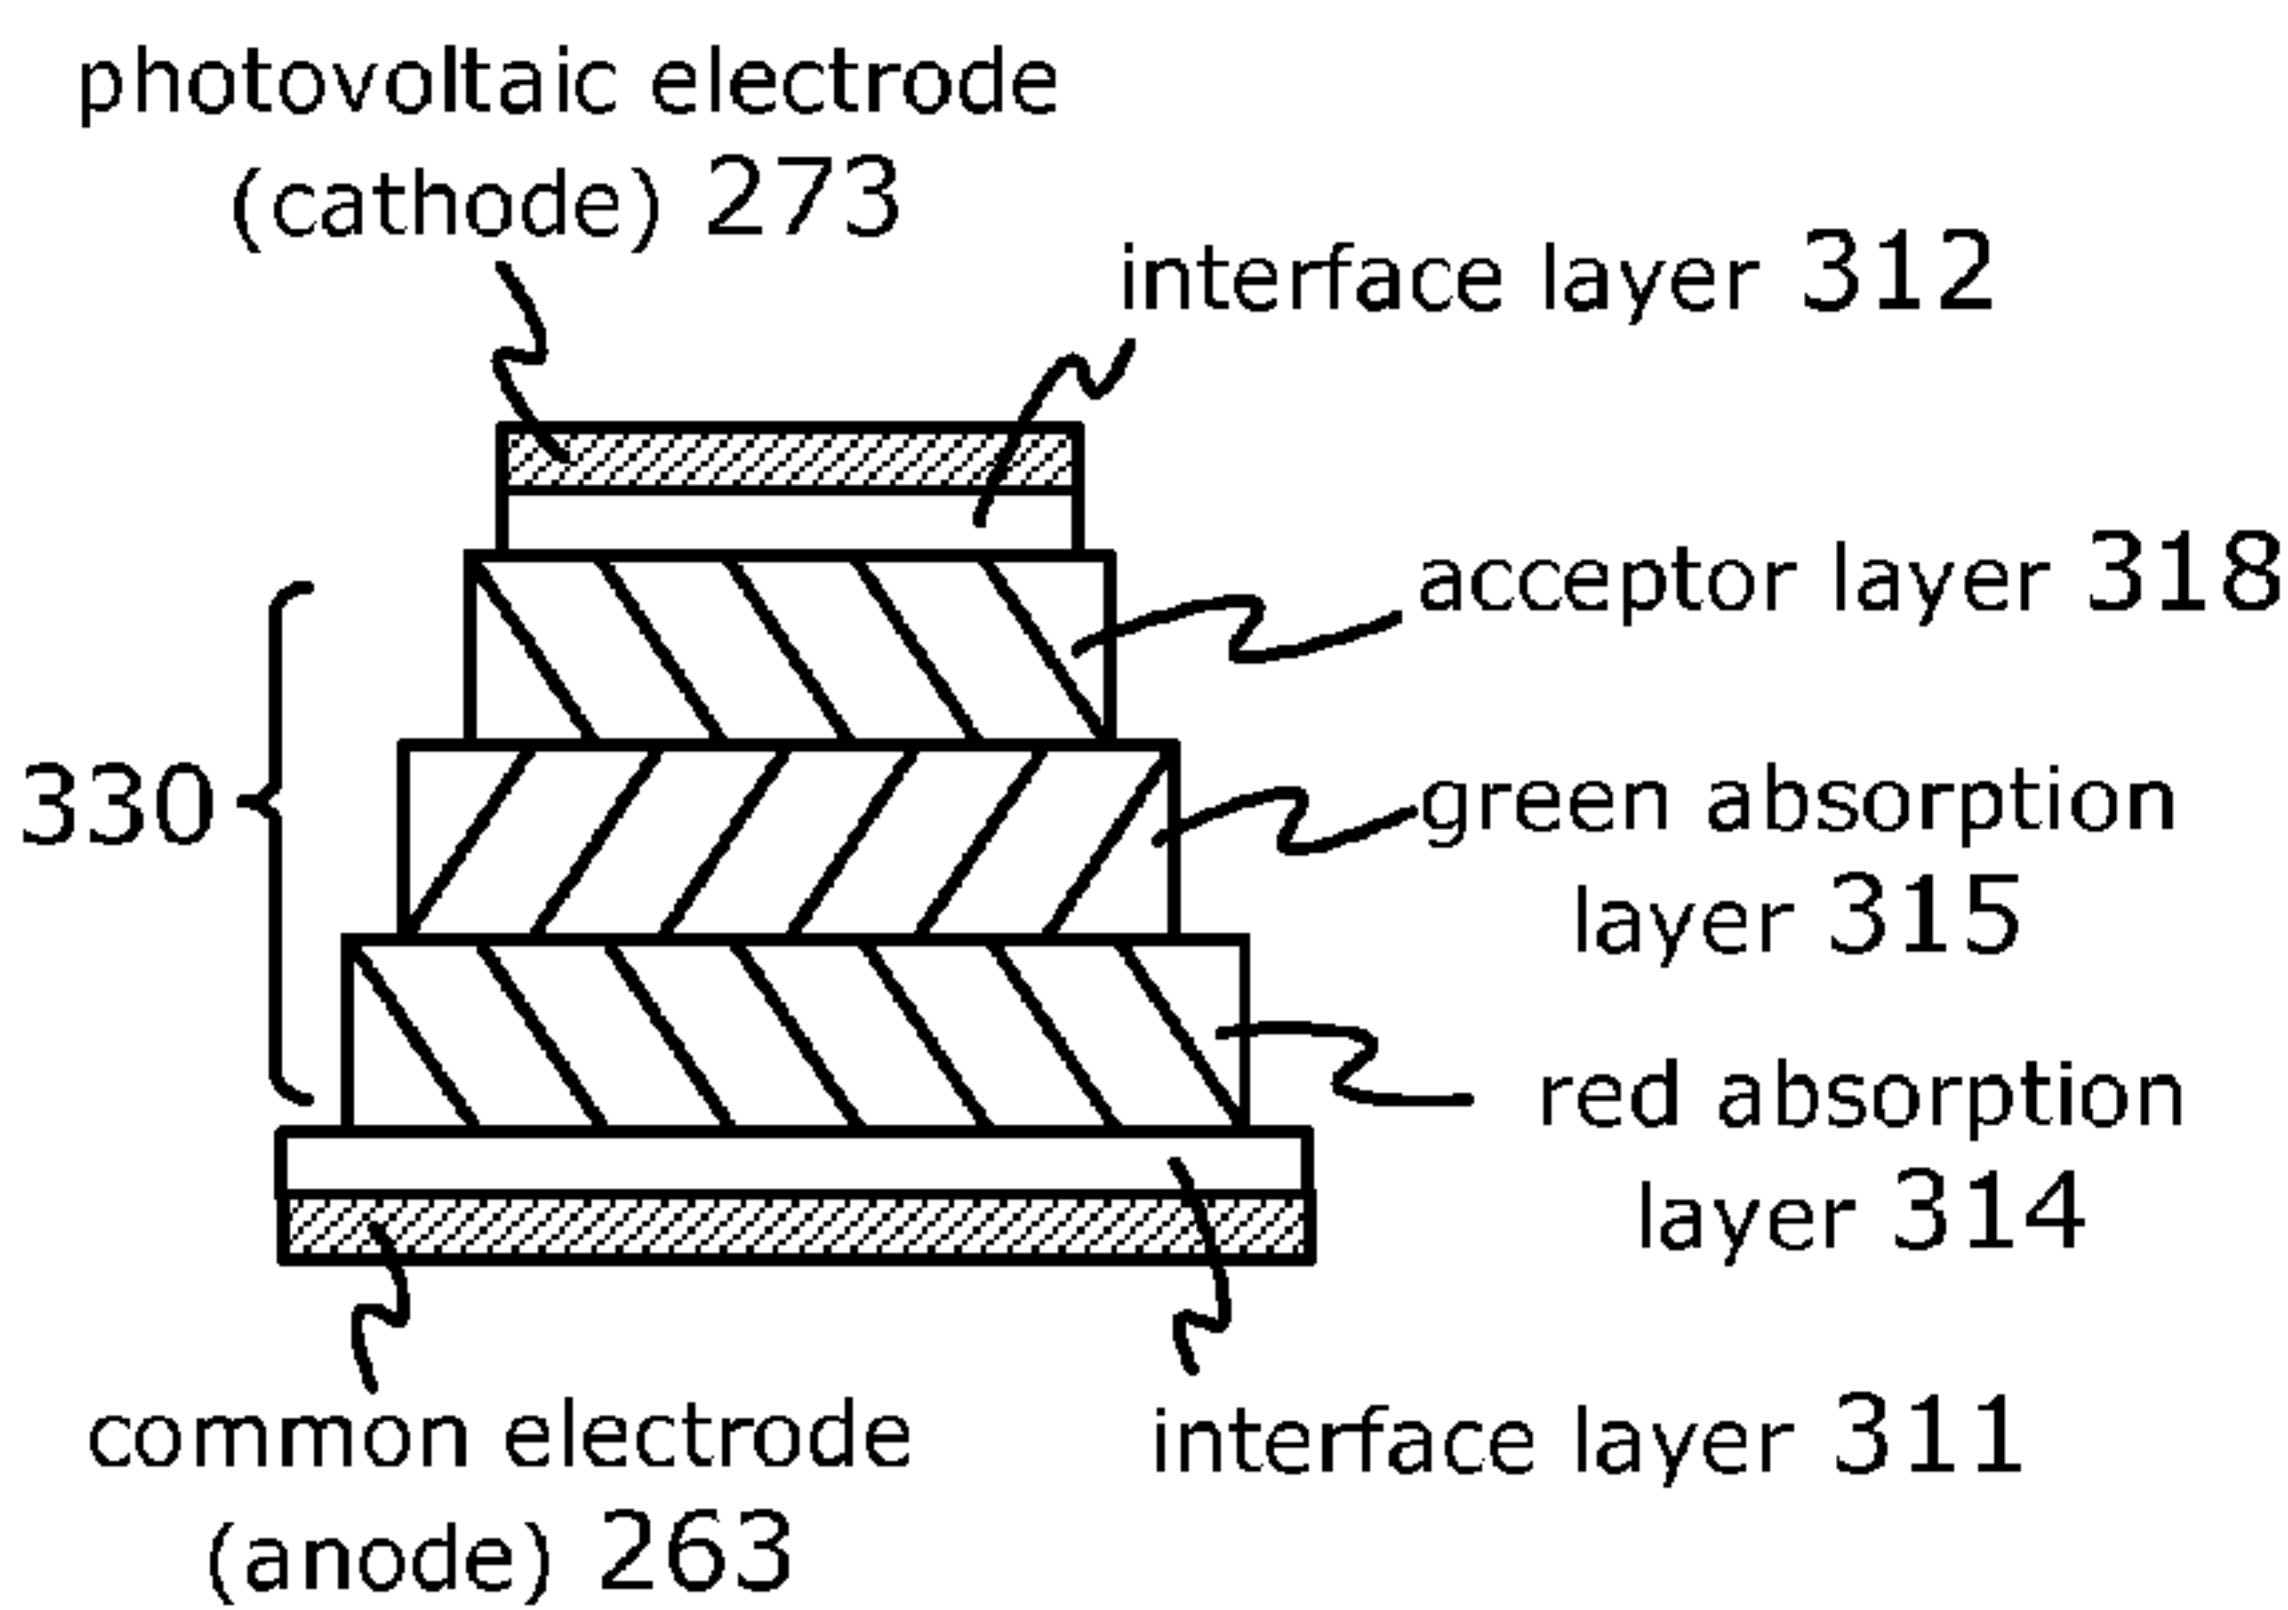 photovoltaic electrode
(cathode) 273
interface layer 312
acceptor layer 318
330
green absorption
layer 315
red absorption
layer 314
common electrode
(anode) 263
interface layer 311